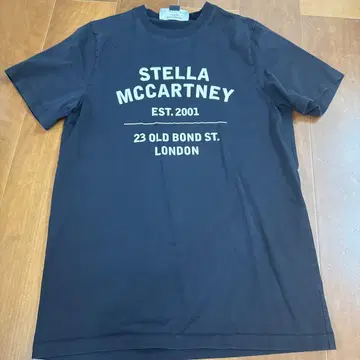 STELLA
MCCARTNEY
EST. 2001
23 OLD BOND ST.
LONDON